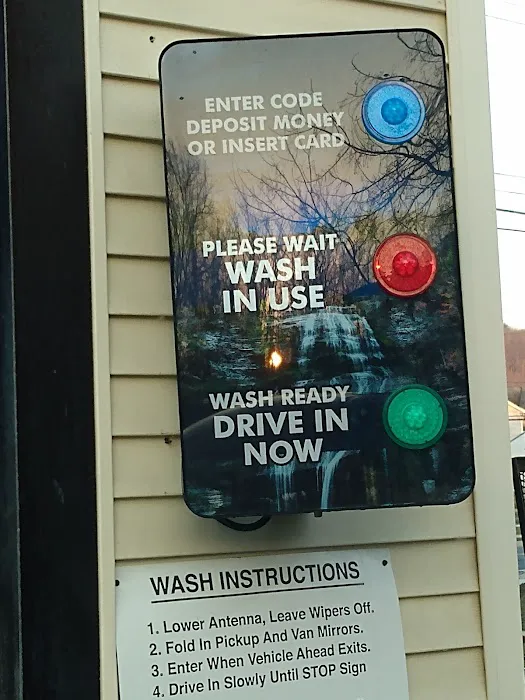 ENTER CODE
DEPOSIT MONEY
OR INSERT CARD
PLEASE WAIT
WASH
IN USE
WASH READY
DRIVE IN
NOW
WASH INSTRUCTIONS
1. Lower Antenna, Leave Wipers Off.
2. Fold In Pickup And Van Mirrors.
3. Enter When Vehicle Ahead Exits.
4. Drive In Slowly Until STOP Sign